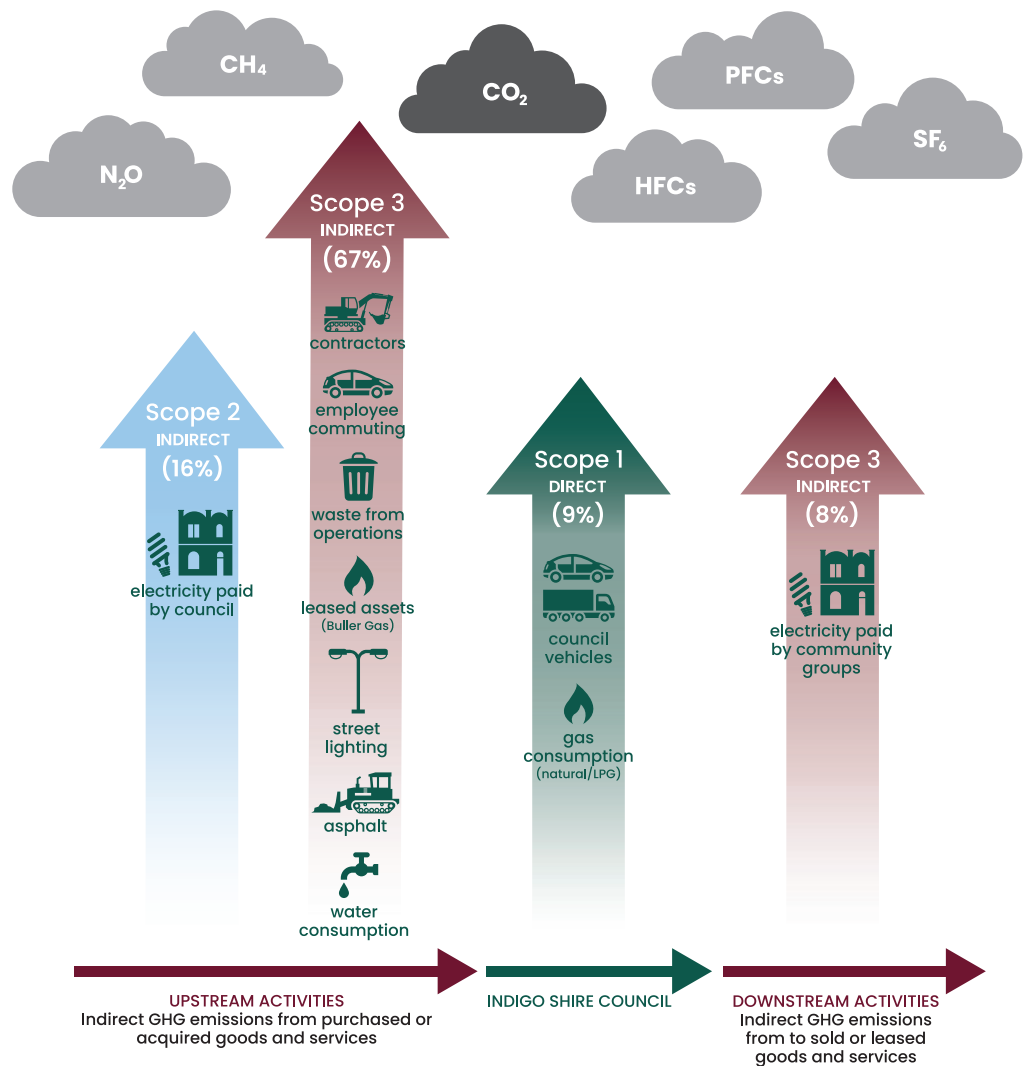 CH₄
CO₂
PFCs
SF₆
N₂O
HFCs
Scope 3
INDIRECT
(67%)
contractors
employee
commuting
waste from
operations
leased assets
(Buller Gas)
street
lighting
asphalt
water
consumption
Scope 2
INDIRECT
(16%)
electricity paid
by council
Scope 1
DIRECT
(9%)
council
vehicles
gas
consumption
(natural/LPG)
Scope 3
INDIRECT
(8%)
electricity paid
by community
groups
UPSTREAM ACTIVITIES
Indirect GHG emissions from purchased or
acquired goods and services
INDIGO SHIRE COUNCIL
DOWNSTREAM ACTIVITIES
Indirect GHG emissions
from to sold or leased
goods and services